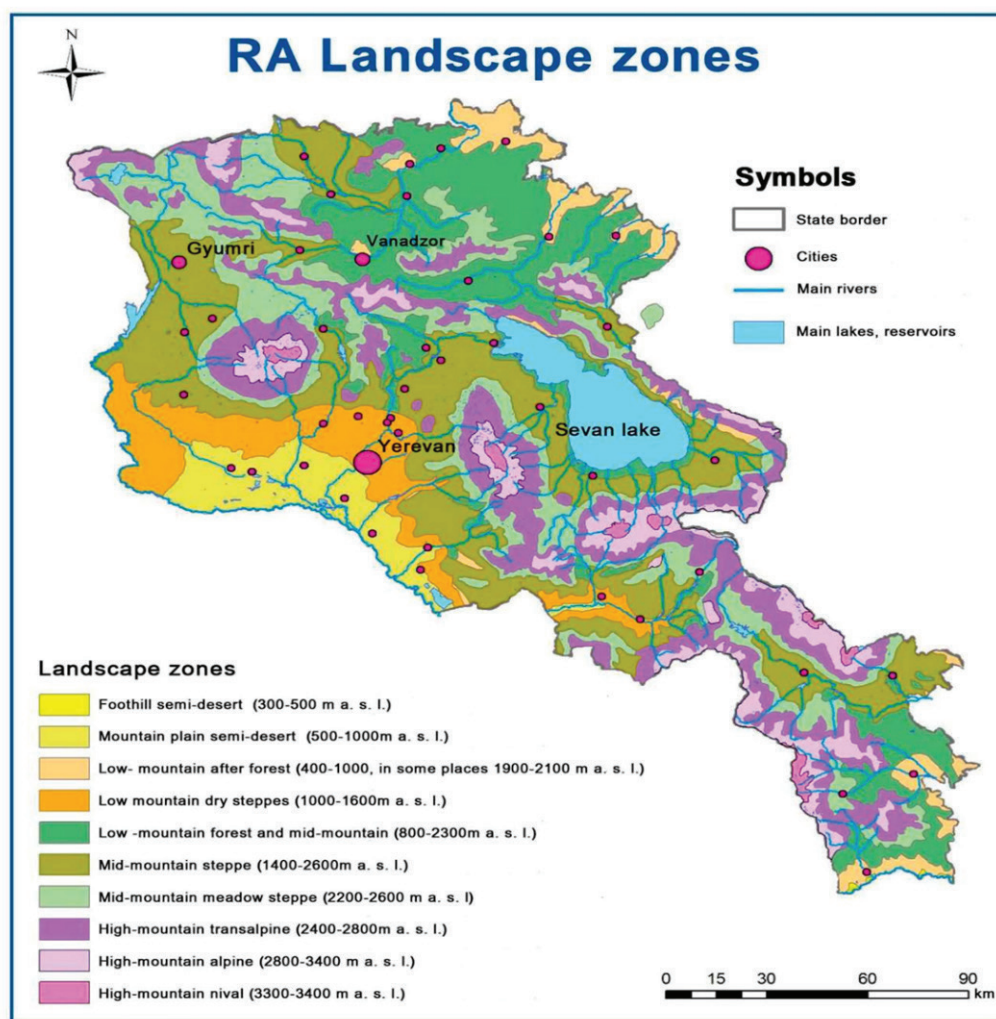 N
RA Landscape zones
Symbols
State border
Cities
Main rivers
Main lakes, reservoirs
Gyumri
Vanadzor
Yerevan
Sevan lake
Landscape zones
Foothill semi-desert (300-500 m a. s. l.)
Mountain plain semi-desert (500-1000m a. s. l.)
Low- mountain after forest (400-1000, in some places 1900-2100 m a. s. l.)
Low mountain dry steppes (1000-1600m a. s. l.)
Low -mountain forest and mid-mountain (800-2300m a. s. l.)
Mid-mountain steppe (1400-2600m a. s. l.)
Mid-mountain meadow steppe (2200-2600m a. s. l)
High-mountain transalpine (2400-2800m a. s. l.)
High-mountain alpine (2800-3400 m a. s. l.)
High-mountain nival (3300-3400 m a. s. l.)
0 15 30 60 90
km